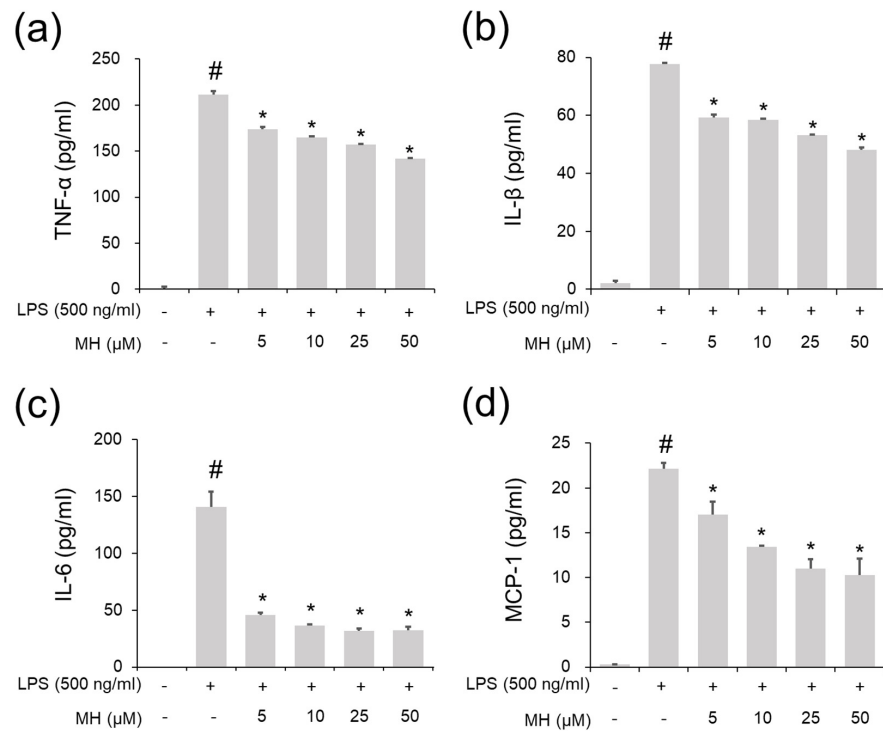 (a)
TNF-α (pg/ml)
250
#
200
*
*
*
*
150
100
50
0
LPS (500 ng/ml) - + + + + +
MH (µM) - - 5 10 25 50
(b)
IL-β (pg/ml)
80
#
60
*
*
*
*
40
20
0
LPS (500 ng/ml) - + + + + +
MH (µM) - - 5 10 25 50
(c)
IL-6 (pg/ml)
200
#
150
100
50
*
*
*
*
0
LPS (500 ng/ml) - + + + + +
MH (µM) - - 5 10 25 50
(d)
MCP-1 (pg/ml)
25
#
20
*
15
*
*
*
10
5
0
LPS (500 ng/ml) - + + + + +
MH (µM) - - 5 10 25 50